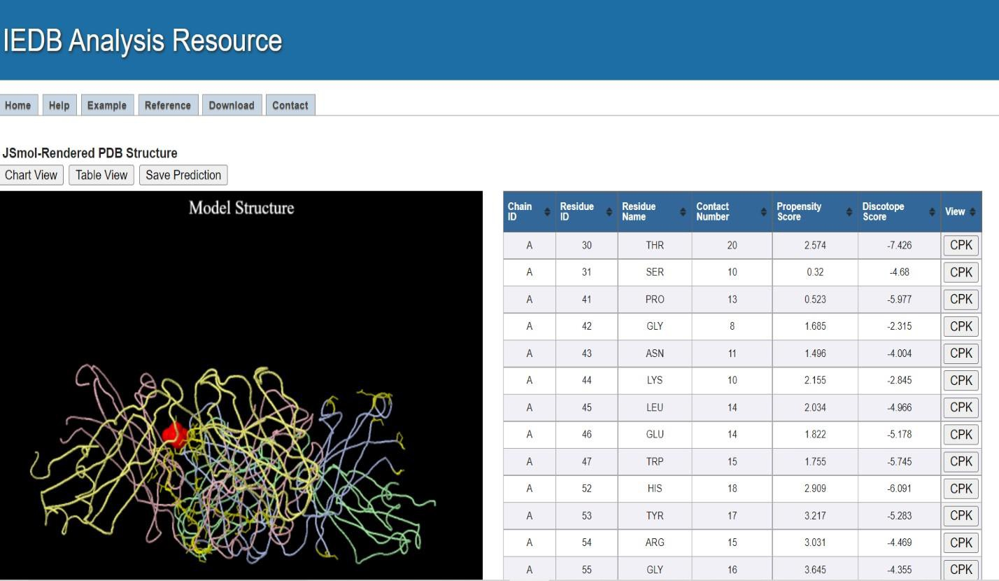 IEDB Analysis Resource
Home Help Example Reference Download Contact
JSmol-Rendered PDB Structure
Chart View Table View Save Prediction
Model Structure
Chain ID Residue ID Residue Name Contact Number Propensity Score Discotope Score View
A 30 THR 20 2.574 -7.426 CPK
A 31 SER 10 0.32 -4.68 CPK
A 41 PRO 13 0.523 -5.977 CPK
A 42 GLY 8 1.685 -2.315 CPK
A 43 ASN 11 1.496 -4.004 CPK
A 44 LYS 10 2.155 -2.845 CPK
A 45 LEU 14 2.034 -4.966 CPK
A 46 GLU 14 1.822 -5.178 CPK
A 47 TRP 15 1.755 -5.745 CPK
A 52 HIS 18 2.909 -6.091 CPK
A 53 TYR 17 3.217 -5.283 CPK
A 54 ARG 15 3.031 -4.469 CPK
A 55 GLY 16 3.645 -4.355 CPK